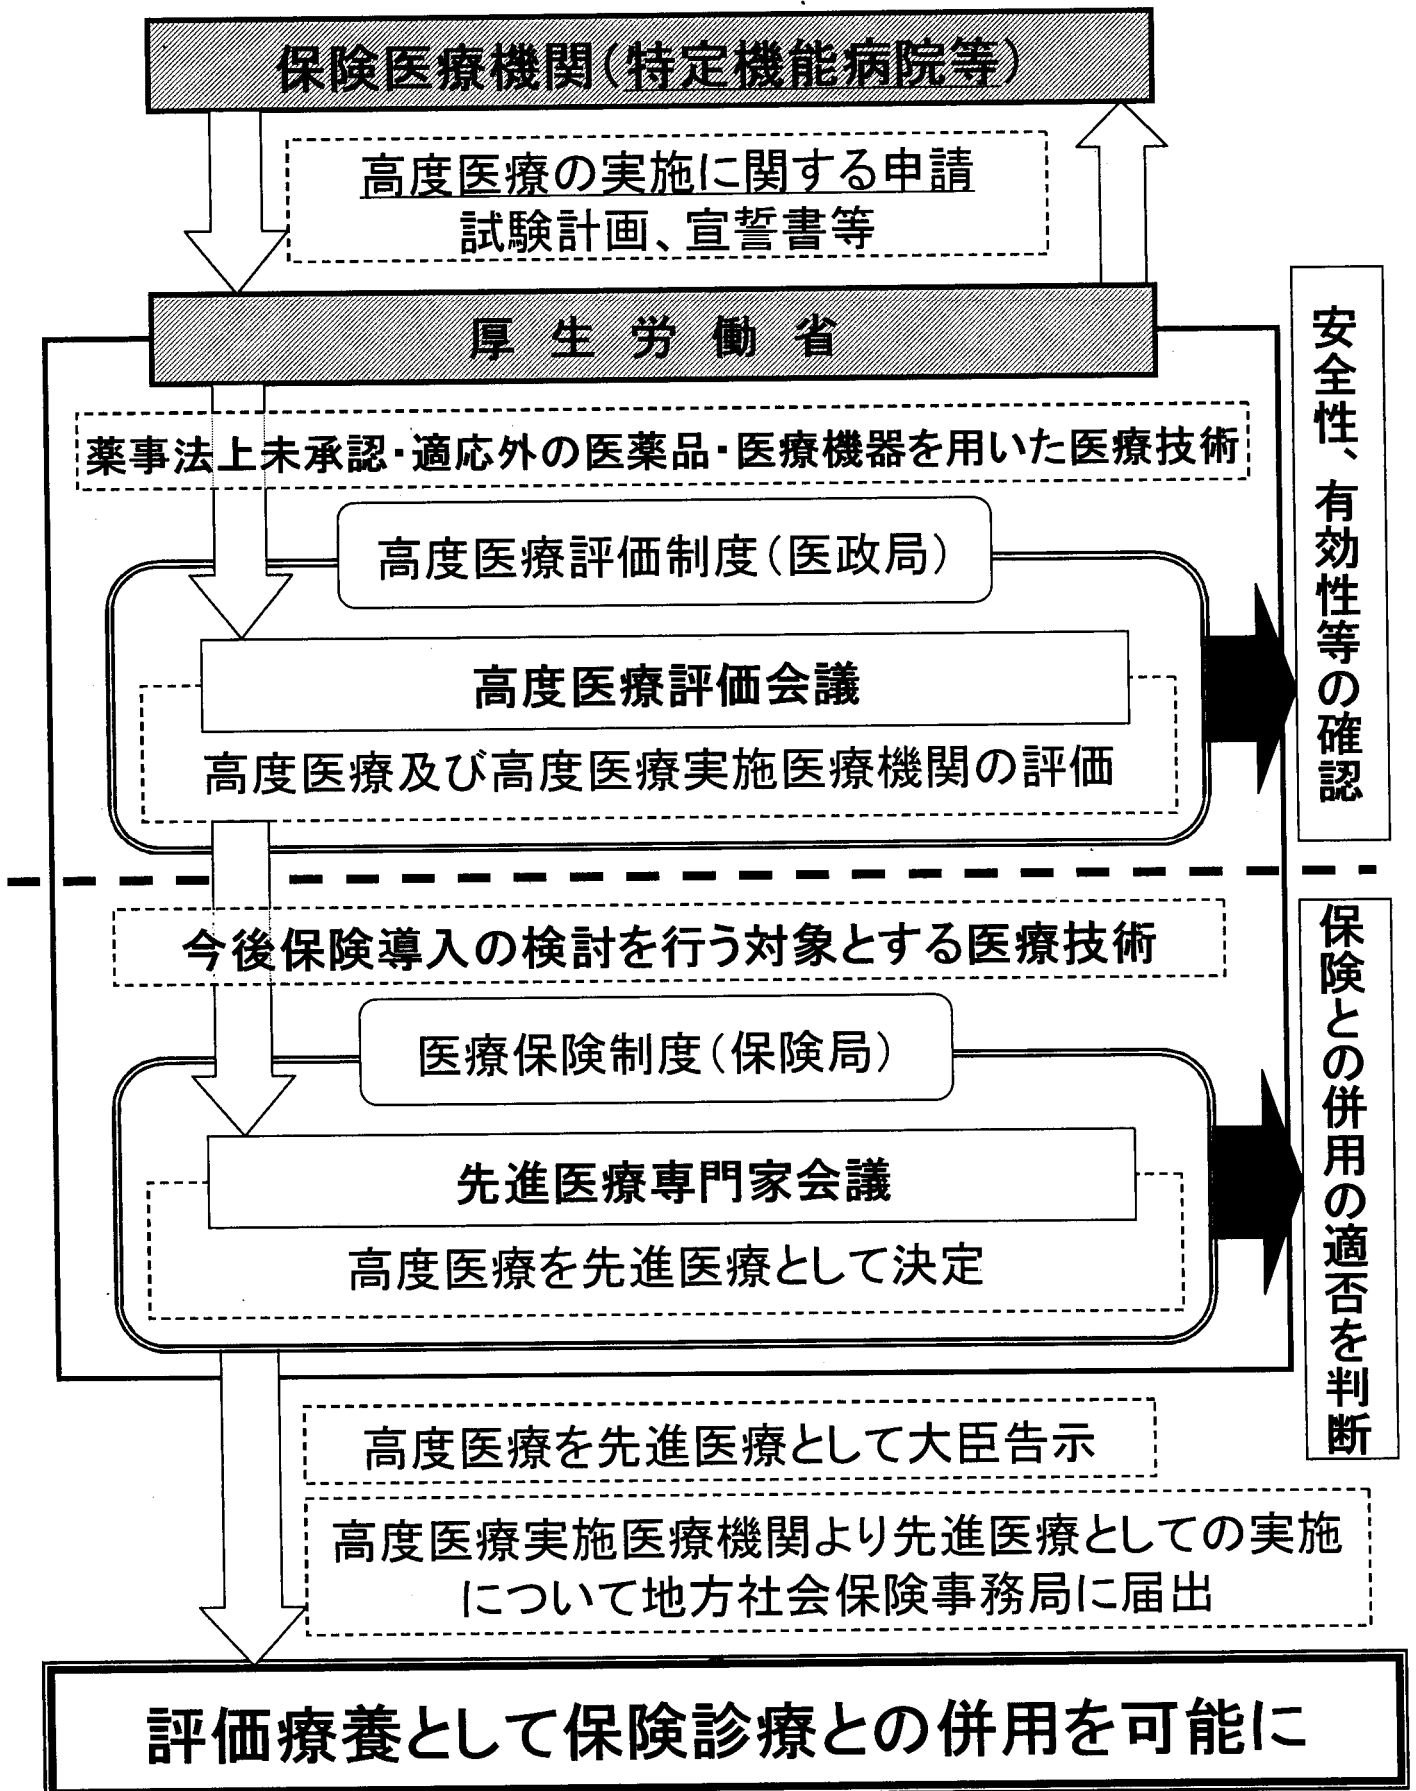 保険医療機関(特定機能病院等)
高度医療の実施に関する申請
試験計画、宣誓書等
厚生労働省
薬事法上未承認・適応外の医薬品・医療機器を用いた医療技術
高度医療評価制度(医政局)
高度医療評価会議
高度医療及び高度医療実施医療機関の評価
安全性、有効性等の確認
今後保険導入の検討を行う対象とする医療技術
医療保険制度(保険局)
先進医療専門家会議
高度医療を先進医療として決定
保険との併用の適否を判断
高度医療を先進医療として大臣告示
高度医療実施医療機関より先進医療としての実施
について地方社会保険事務局に届出
評価療養として保険診療との併用を可能に